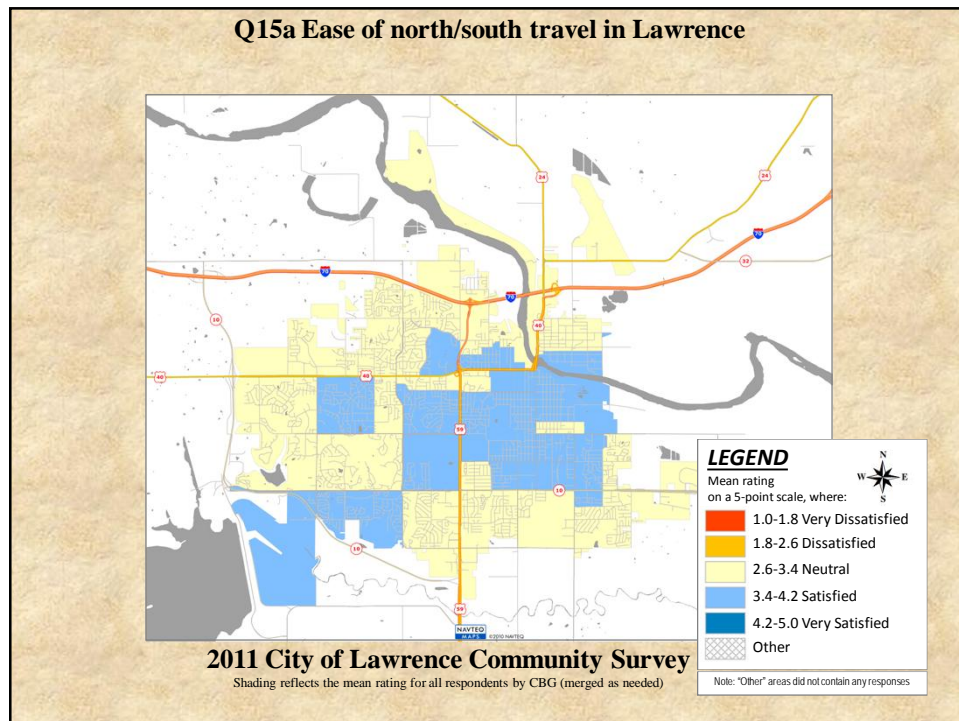 Q15a Ease of north/south travel in Lawrence
24
24
70
32
70
70
10
40
40
40
59
10
10
59
NAVTEQ
MAPS
©2010 NAVTEQ
LEGEND
Mean rating
on a 5-point scale, where:
N
W E
S
1.0-1.8 Very Dissatisfied
1.8-2.6 Dissatisfied
2.6-3.4 Neutral
3.4-4.2 Satisfied
4.2-5.0 Very Satisfied
Other
Note: “Other” areas did not contain any responses
2011 City of Lawrence Community Survey
Shading reflects the mean rating for all respondents by CBG (merged as needed)